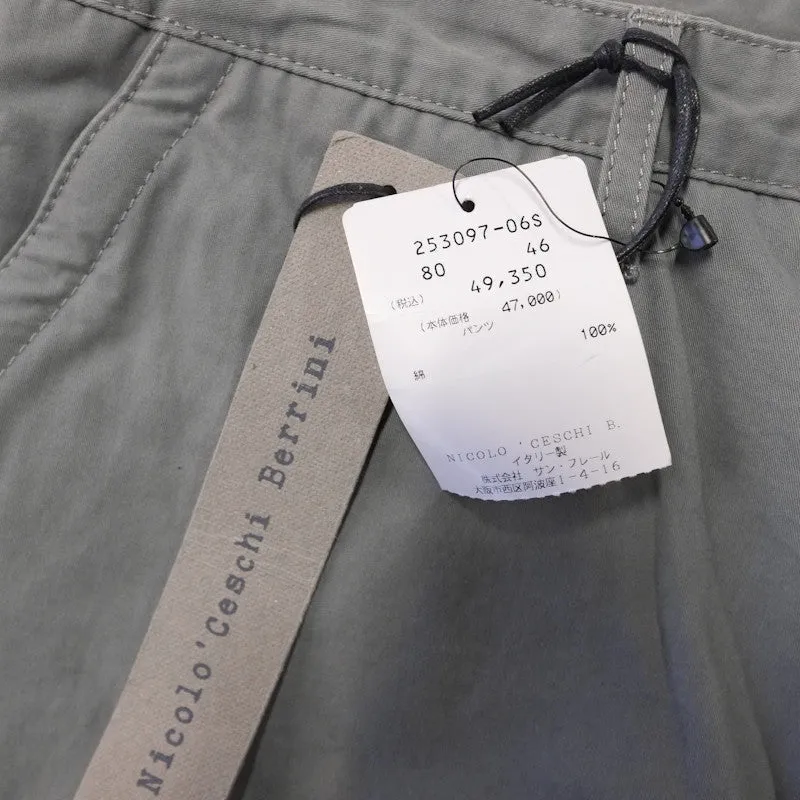 Nicolo'Ceschi Berrini
253097-06S
80 46
(税込) 49,350
(本体価格 47,000)
パンツ
100%
綿
NICOLO 'CESCHI B.
イタリー製
株式会社 サン・フレール
大阪市西区阿波座1-4-16